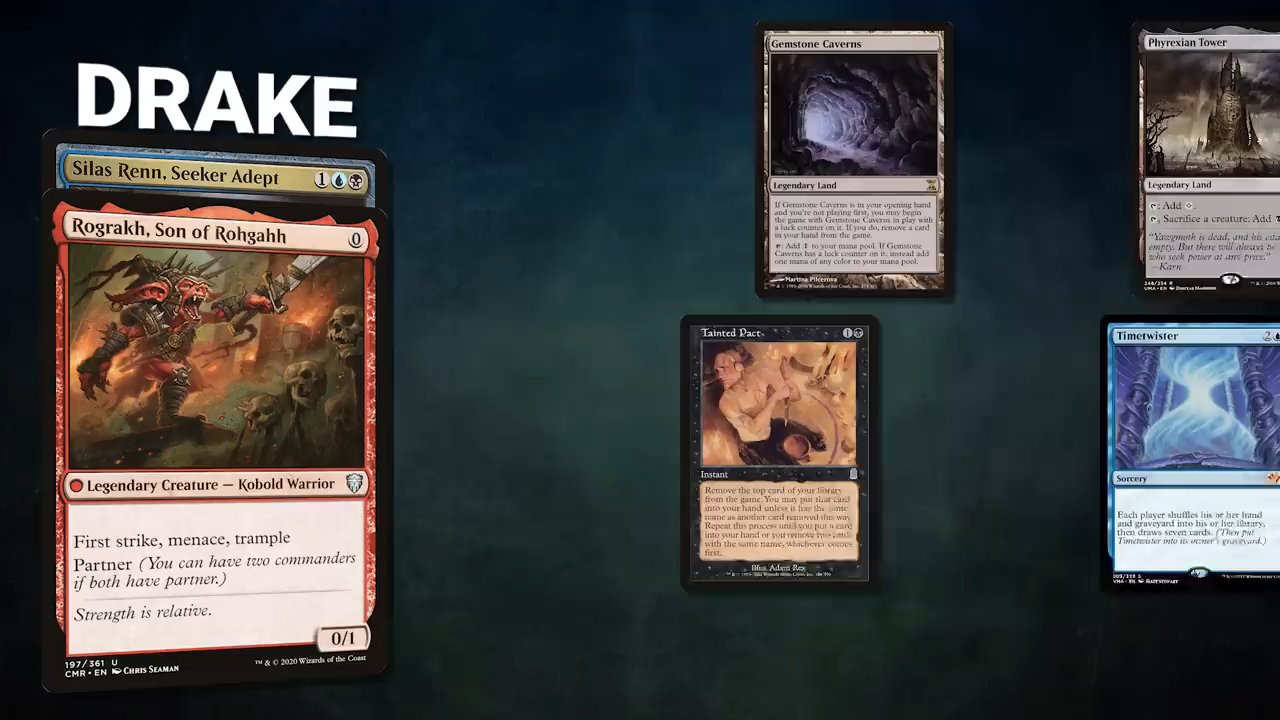 DRAKE
Silas Renn, Seeker Adept 1
Rograkh, Son of Rohgahh 0
Legendary Creature — Kobold Warrior
First strike, menace, trample
Partner (You can have two commanders
if both have partner.)
Strength is relative.
0/1
197/361 U
CMR • EN Chris Seaman
™ & © 2020 Wizards of the Coast
Gemstone Caverns
Legendary Land
If Gemstone Caverns is in your opening hand
and you're not playing first, you may begin
the game with Gemstone Caverns in play with
a luck counter on it. If you do, remove a card
in your hand from the game.
: Add 1 to your mana pool. If Gemstone
Caverns has a luck counter on it, instead add
one mana of any color to your mana pool.
Martina Pilcerova
Phyrexian Tower
Legendary Land
: Add
, Sacrifice a creature: Add
"Yawgmoth is dead, and his
empty. But there will always be
who seek power at any price."
—Karn
248/254 R
UMA • EN
Tainted Pact 1
Instant
Remove the top card of your library
from the game. You may put that card
into your hand unless it has the same
name as another card removed this way.
Repeat this process until you put a card
into your hand or you remove two cards
with the same name, whichever comes
first.
Illus. Adam Rex
Timetwister 2
Sorcery
Each player shuffles his or her hand
and graveyard into his or her library,
then draws seven cards. (Then put
Timetwister into its owner's graveyard.)
VMA • EN